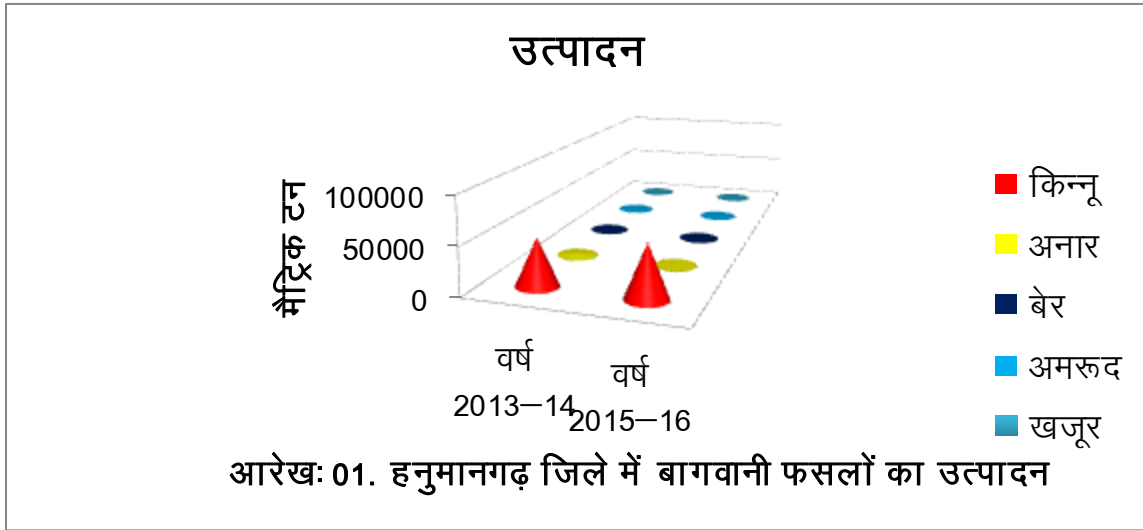 उत्पादन
मैट्रिक टन
100000
50000
0
वर्ष
2013–14
वर्ष
2015–16
किन्नू
अनार
बेर
अमरूद
खजूर
आरेखः 01. हनुमानगढ़ जिले में बागवानी फसलों का उत्पादन